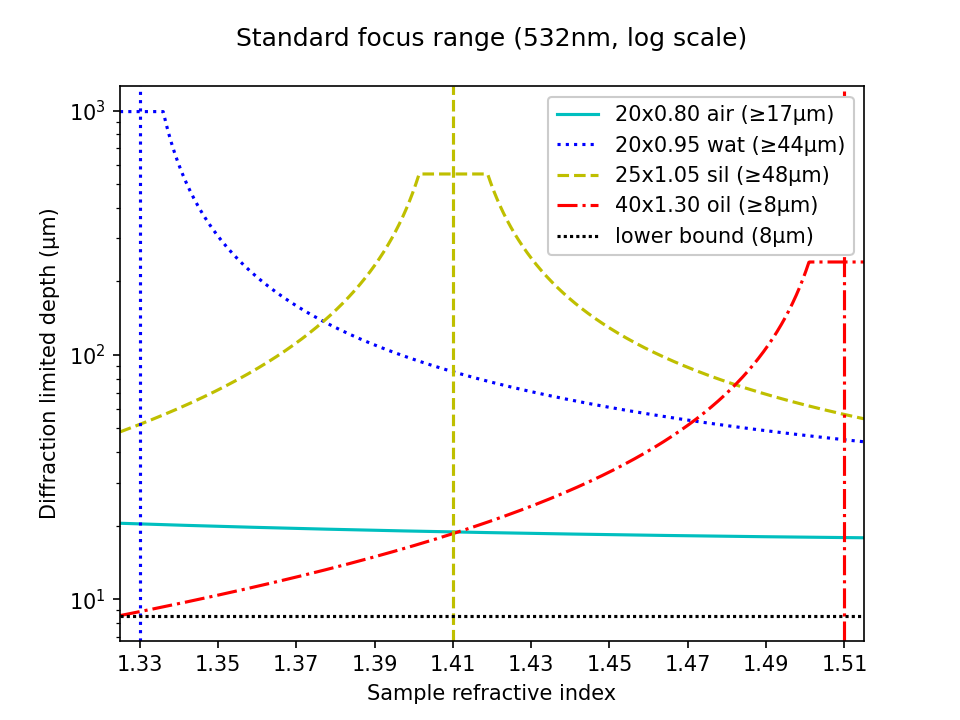 Standard focus range (532nm, log scale)
Diffraction limited depth (μm)
10³
10²
10¹
20x0.80 air (≥17μm)
20x0.95 wat (≥44μm)
25x1.05 sil (≥48μm)
40x1.30 oil (≥8μm)
lower bound (8μm)
1.33 1.35 1.37 1.39 1.41 1.43 1.45 1.47 1.49 1.51
Sample refractive index